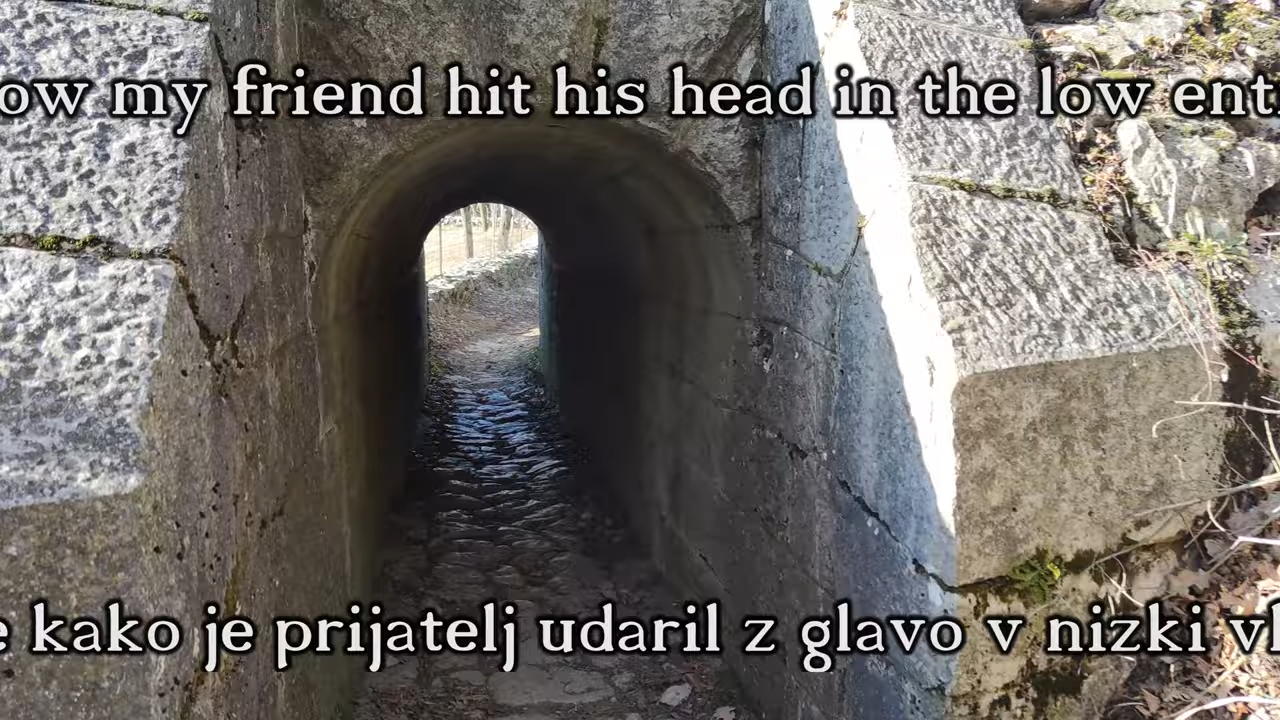 ow my friend hit his head in the low ent
e kako je prijatelj udaril z glavo v nizki vh